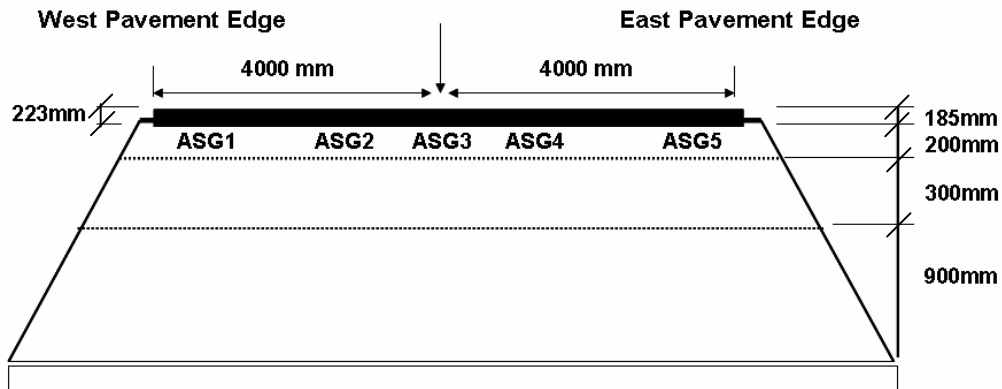 West Pavement Edge
East Pavement Edge
4000 mm
4000 mm
223mm
185mm
ASG1
ASG2
ASG3
ASG4
ASG5
200mm
300mm
900mm